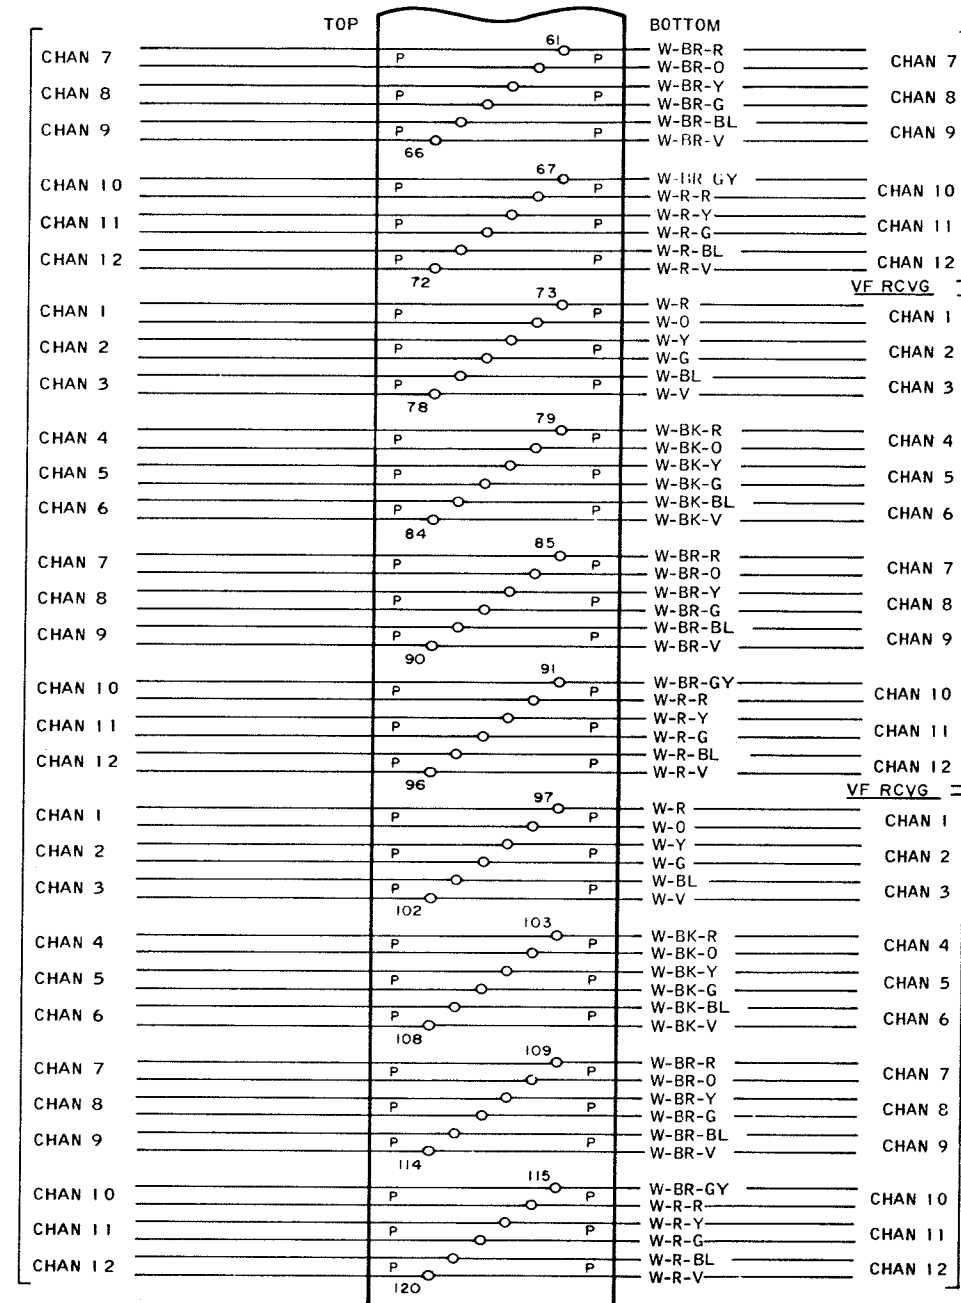 TOP BOTTOM
61 W-BR-R
CHAN 7 P P W-BR-O CHAN 7
W-BR-Y
CHAN 8 P P W-BR-G CHAN 8
W-BR-BL
CHAN 9 P P W-BR-V CHAN 9
66
67 W-BR GY
CHAN 10 P P W-R-R CHAN 10
W-R-Y
CHAN 11 P P W-R-G CHAN 11
W-R-BL
CHAN 12 P P W-R-V CHAN 12
72
VF RCVG
73 W-R
CHAN 1 P P W-O CHAN 1
W-Y
CHAN 2 P P W-G CHAN 2
W-BL
CHAN 3 P P W-V CHAN 3
78
79 W-BK-R
CHAN 4 P P W-BK-O CHAN 4
W-BK-Y
CHAN 5 P P W-BK-G CHAN 5
W-BK-BL
CHAN 6 P P W-BK-V CHAN 6
84
85 W-BR-R
CHAN 7 P P W-BR-O CHAN 7
W-BR-Y
CHAN 8 P P W-BR-G CHAN 8
W-BR-BL
CHAN 9 P P W-BR-V CHAN 9
90
91 W-BR-GY
CHAN 10 P P W-R-R CHAN 10
W-R-Y
CHAN 11 P P W-R-G CHAN 11
W-R-BL
CHAN 12 P P W-R-V CHAN 12
96
VF RCVG
97 W-R
CHAN 1 P P W-O CHAN 1
W-Y
CHAN 2 P P W-G CHAN 2
W-BL
CHAN 3 P P W-V CHAN 3
102
103 W-BK-R
CHAN 4 P P W-BK-O CHAN 4
W-BK-Y
CHAN 5 P P W-BK-G CHAN 5
W-BK-BL
CHAN 6 P P W-BK-V CHAN 6
108
109 W-BR-R
CHAN 7 P P W-BR-O CHAN 7
W-BR-Y
CHAN 8 P P W-BR-G CHAN 8
W-BR-BL
CHAN 9 P P W-BR-V CHAN 9
114
115 W-BR-GY
CHAN 10 P P W-R-R CHAN 10
W-R-Y
CHAN 11 P P W-R-G CHAN 11
W-R-BL
CHAN 12 P P W-R-V CHAN 12
120